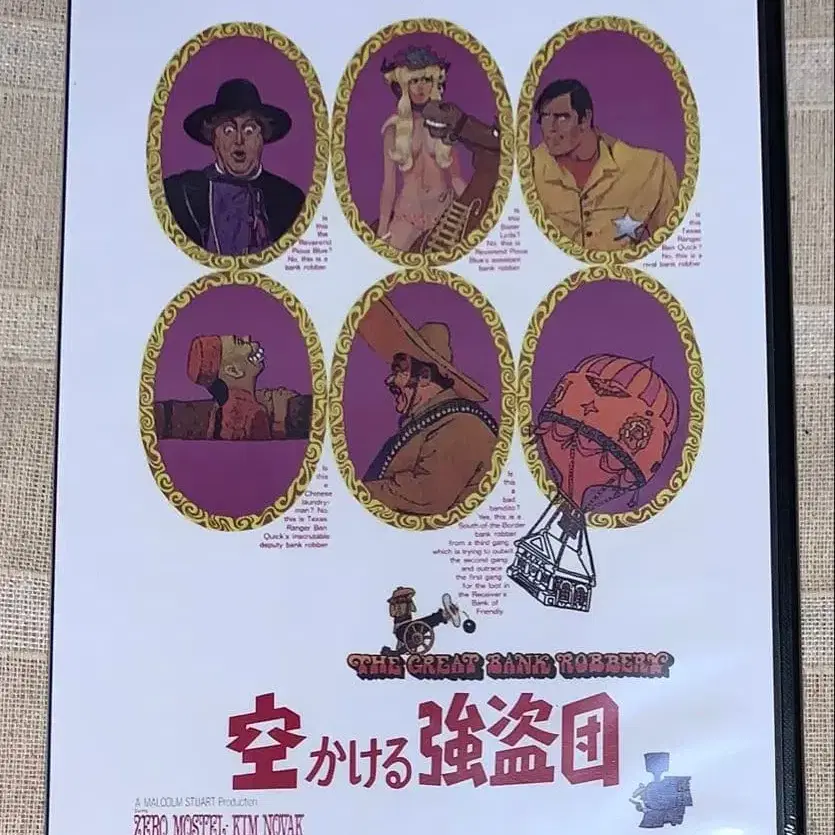 Is
this
the
Reverend
Pious Blue?
No, this is a
bank robber
Is
this
Sister
Lyda?
No, this is
Reverend Pious
Blue's assistant
bank robber
Is
this
Texas
Ranger
Ben Quick?
No, this is a
rival bank robber
Is
this
a
Chinese
laundry-
man? No,
this is Texas
Ranger Ben
Quick's inscrutable
deputy bank robber
Is
this
a
bad
bandito?
Yes, this is a
South-of-the-Border
bank robber
from a third gang
which is trying to outwit
the second gang
and outrace
the first gang
for the loot in
the Receiver's
Bank of
Friendly
THE GREAT BANK ROBBERY
空かける強盗団
A MALCOLM STUART Production
Starring
ZERO MOSTEL · KIM NOVAK